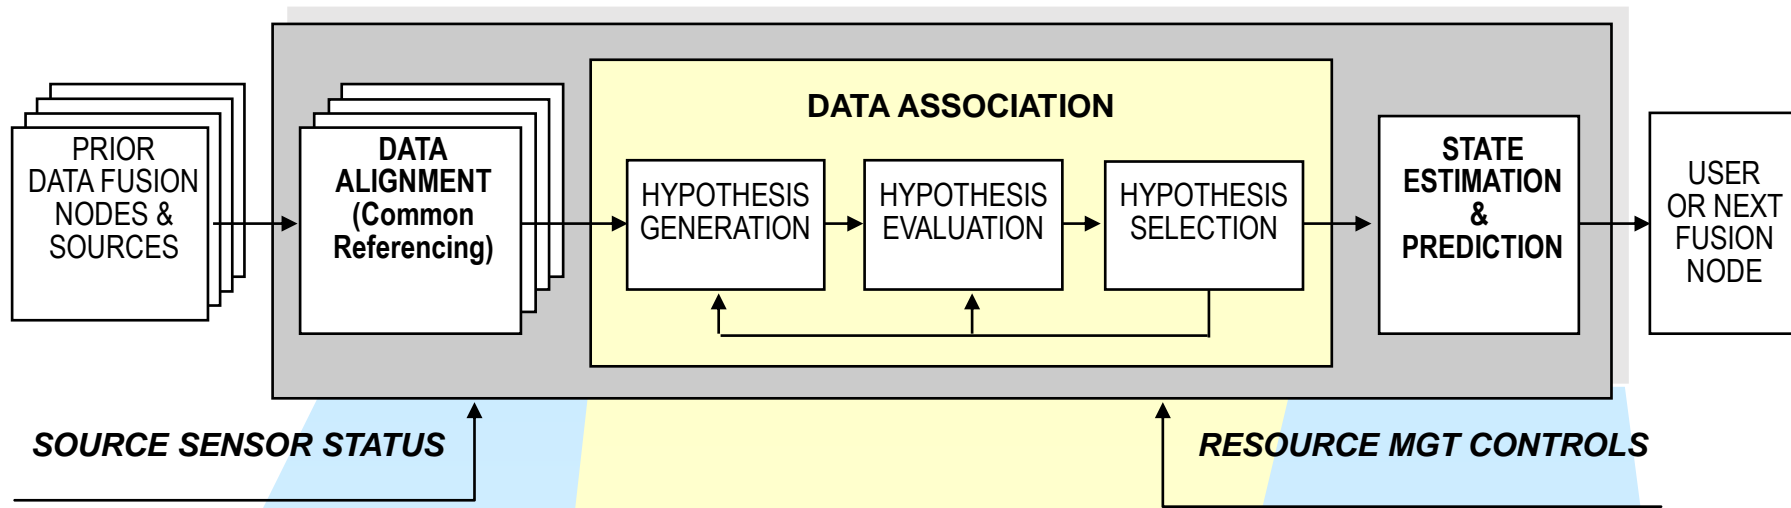 PRIOR
DATA FUSION
NODES &
SOURCES
DATA
ALIGNMENT
(Common
Referencing)
DATA ASSOCIATION
HYPOTHESIS
GENERATION
HYPOTHESIS
EVALUATION
HYPOTHESIS
SELECTION
STATE
ESTIMATION
&
PREDICTION
USER
OR NEXT
FUSION
NODE
SOURCE SENSOR STATUS
RESOURCE MGT CONTROLS